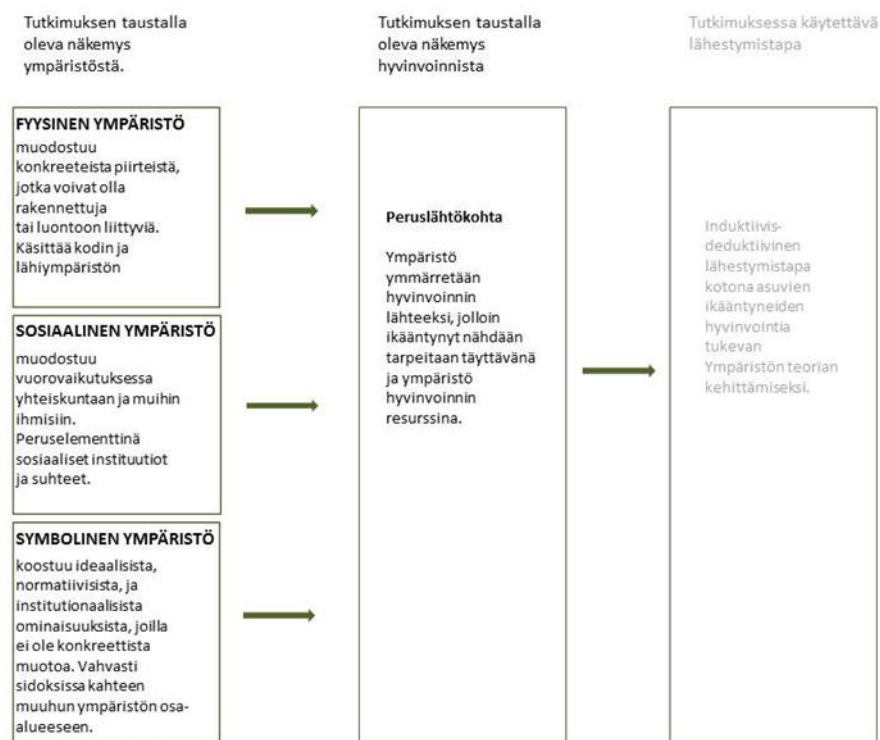 Tutkimuksen taustalla
oleva näkemys
ympäristöstä.
Tutkimuksen taustalla
oleva näkemys
hyvinvoinnista
Tutkimuksessa käytettävä
lähestymistapa
FYYSINEN YMPÄRISTÖ
muodostuu
konkreeteista piirteistä,
jotka voivat olla
rakennettuja
tai luontoon liittyviä.
Käsittää kodin ja
lähiympäristön
SOSIAALINEN YMPÄRISTÖ
muodostuu
vuorovaikutuksessa
yhteiskuntaan ja muihin
ihmisiin.
Peruselementtinä
sosiaaliset instituutiot
ja suhteet.
SYMBOLINEN YMPÄRISTÖ
koostuu ideaalisista,
normatiivisista, ja
institutionaalisista
ominaisuuksista, joilla
ei ole konkreettista
muotoa. Vahvasti
sidoksissa kahteen
muuhun ympäristön osa-
alueeseen.
Peruslähtökohta
Ympäristö
ymmärretään
hyvinvoinnin
lähteeksi, jolloin
ikääntynyt nähdään
tarpeitaan täyttävänä
ja ympäristö
hyvinvoinnin
resurssina.
Induktiivis-
deduktiivinen
lähestymistapa
kotona asuvien
ikääntyneiden
hyvinvointia
tukevan
Ympäristön teorian
kehittämiseksi.